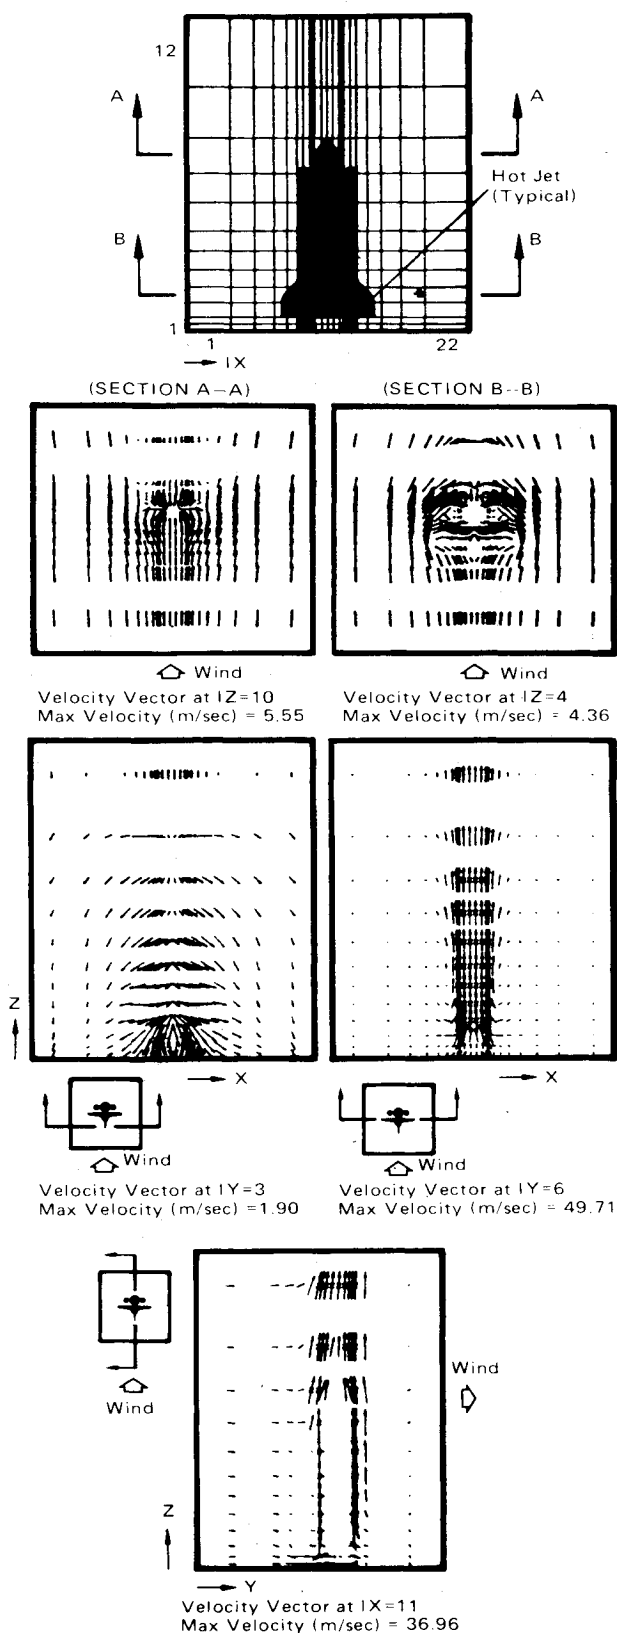 12
A A
Hot Jet
(Typical)
B B
1
1 22
IX
(SECTION A-A) (SECTION B--B)
Wind Wind
Velocity Vector at IZ=10 Velocity Vector at IZ=4
Max Velocity (m/sec) = 5.55 Max Velocity (m/sec) = 4.36
Z
X X
Wind Wind
Velocity Vector at IY=3 Velocity Vector at IY=6
Max Velocity (m/sec) =1.90 Max Velocity (m/sec) = 49.71
Wind
Wind
Z
Y
Velocity Vector at IX=11
Max Velocity (m/sec) = 36.96